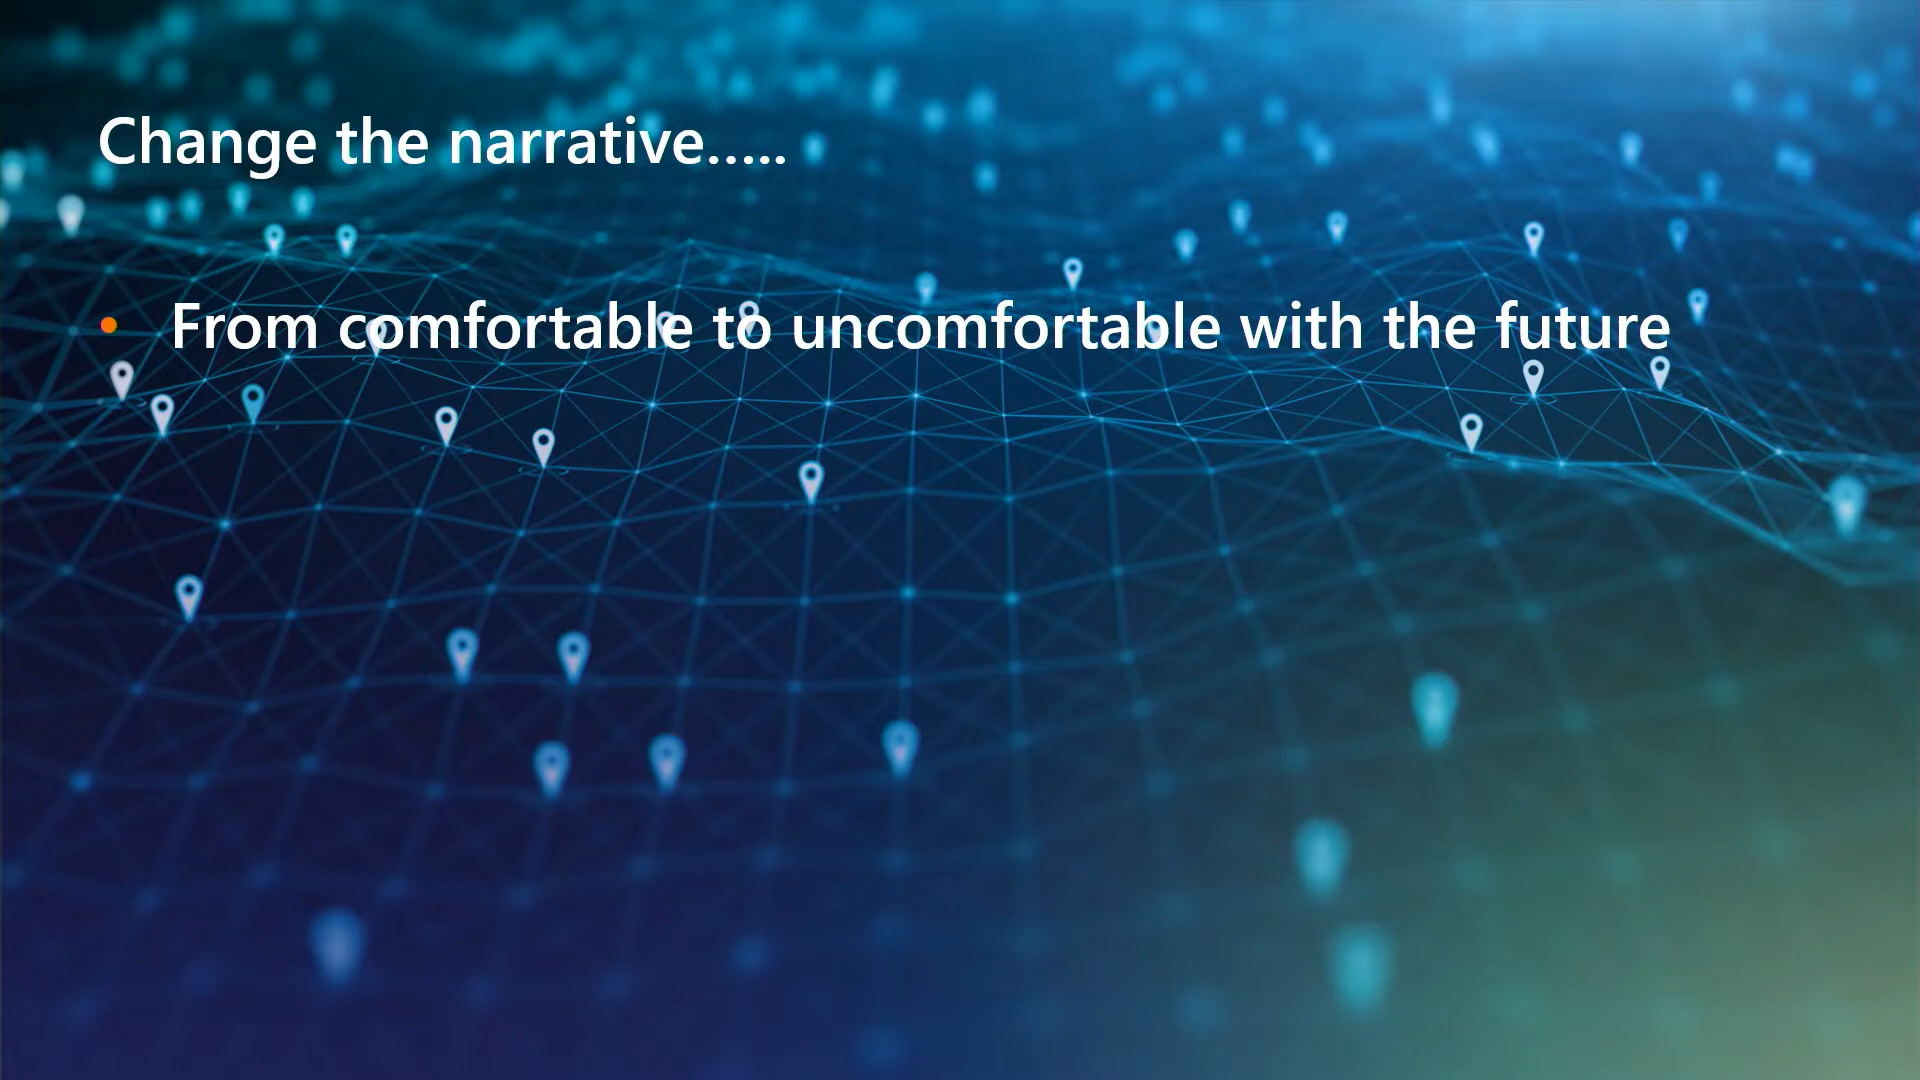 Change the narrative…..
• From comfortable to uncomfortable with the future